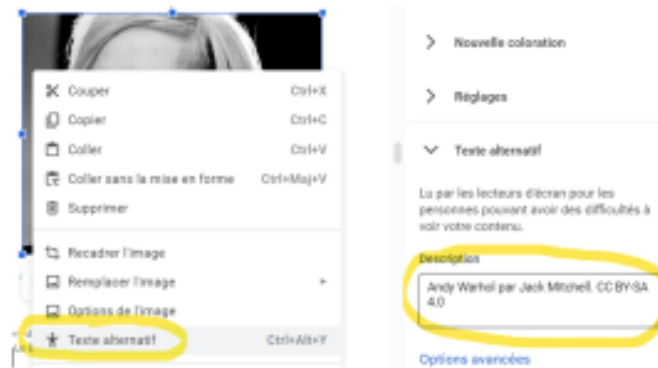 Couper Ctrl+X
Copier Ctrl+C
Coller Ctrl+V
Coller sans la mise en forme Ctrl+Maj+V
Supprimer
Recadrer l'image
Remplacer l'image
Options de l'image
Texte alternatif Ctrl+Alt+Y
Nouvelle coloration
Réglages
Texte alternatif
Lu par les lecteurs d'écran pour les
personnes pouvant avoir des difficultés à
voir votre contenu.
Description
Andy Warhol par Jack Mitchell, CC BY-SA
4.0
Options avancées